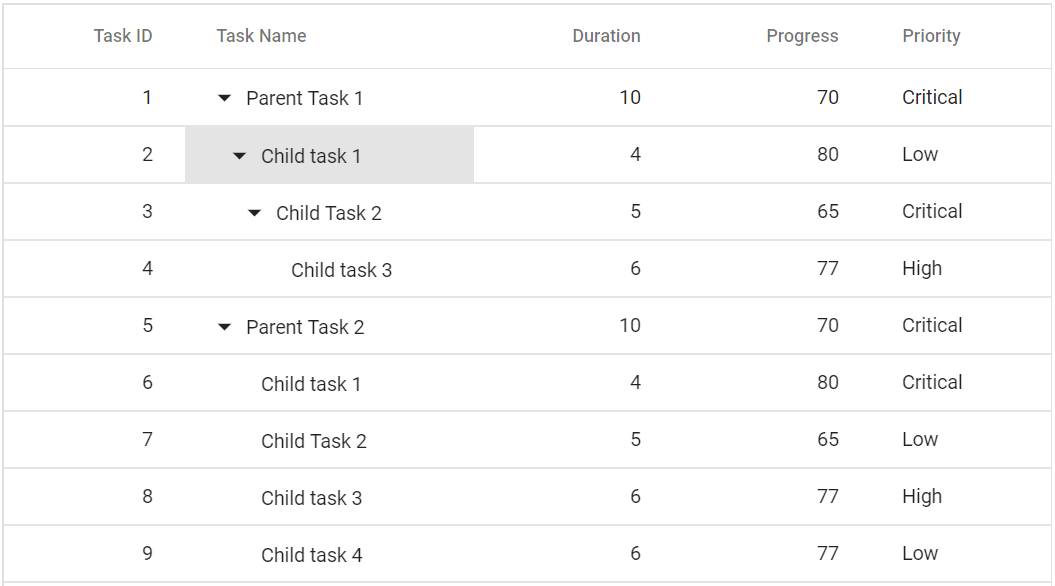 Task ID Task Name Duration Progress Priority
1 Parent Task 1 10 70 Critical
2 Child task 1 4 80 Low
3 Child Task 2 5 65 Critical
4 Child task 3 6 77 High
5 Parent Task 2 10 70 Critical
6 Child task 1 4 80 Critical
7 Child Task 2 5 65 Low
8 Child task 3 6 77 High
9 Child task 4 6 77 Low